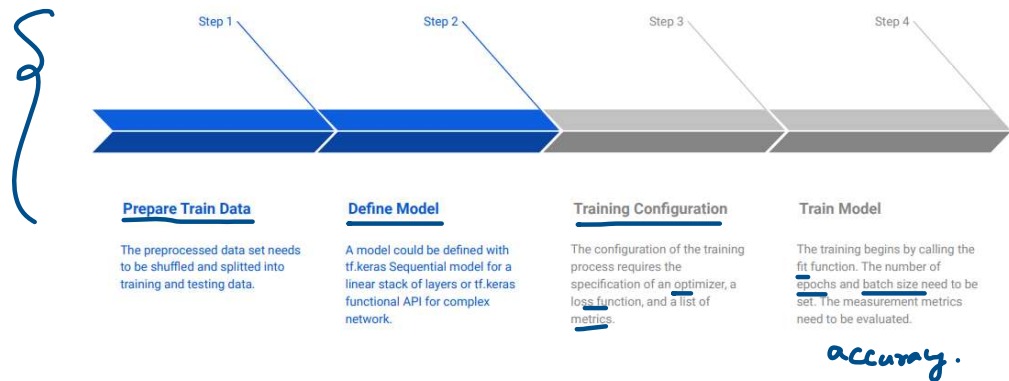 Step 1
Step 2
Step 3
Step 4
Prepare Train Data
The preprocessed data set needs
to be shuffled and splitted into
training and testing data.
Define Model
A model could be defined with
tf.keras Sequential model for a
linear stack of layers or tf.keras
functional API for complex
network.
Training Configuration
The configuration of the training
process requires the
specification of an optimizer, a
loss function, and a list of
metrics.
Train Model
The training begins by calling the
fit function. The number of
epochs and batch size need to be
set. The measurement metrics
need to be evaluated.
accuracy.